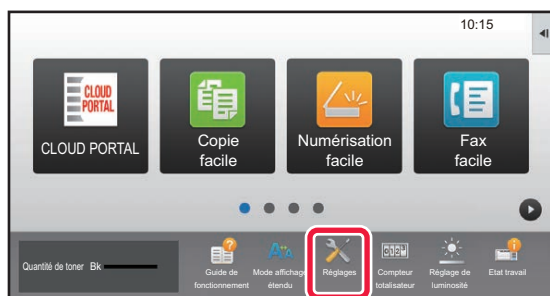 10:15
CLOUD
PORTAL
CLOUD PORTAL
Copie
facile
Numérisation
facile
Fax
facile
Quantité de toner Bk
Guide de
fonctionnement
Mode affichage
étendu
Réglages
Compteur
totalisateur
Réglage de
luminosité
Etat travail